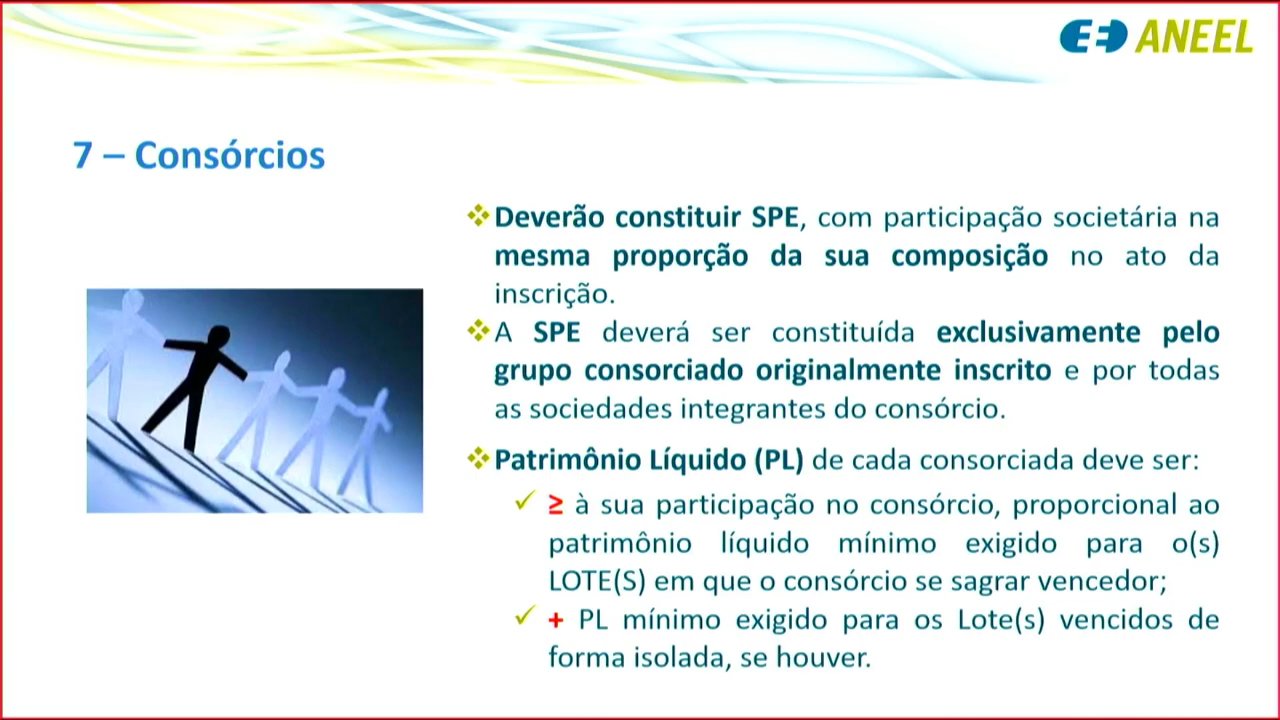 ANEEL
7 – Consórcios
❖Deverão constituir SPE, com participação societária na
mesma proporção da sua composição no ato da
inscrição.
❖A SPE deverá ser constituída exclusivamente pelo
grupo consorciado originalmente inscrito e por todas
as sociedades integrantes do consórcio.
❖Patrimônio Líquido (PL) de cada consorciada deve ser:
✓ ≥ à sua participação no consórcio, proporcional ao
patrimônio líquido mínimo exigido para o(s)
LOTE(S) em que o consórcio se sagrar vencedor;
✓ + PL mínimo exigido para os Lote(s) vencidos de
forma isolada, se houver.